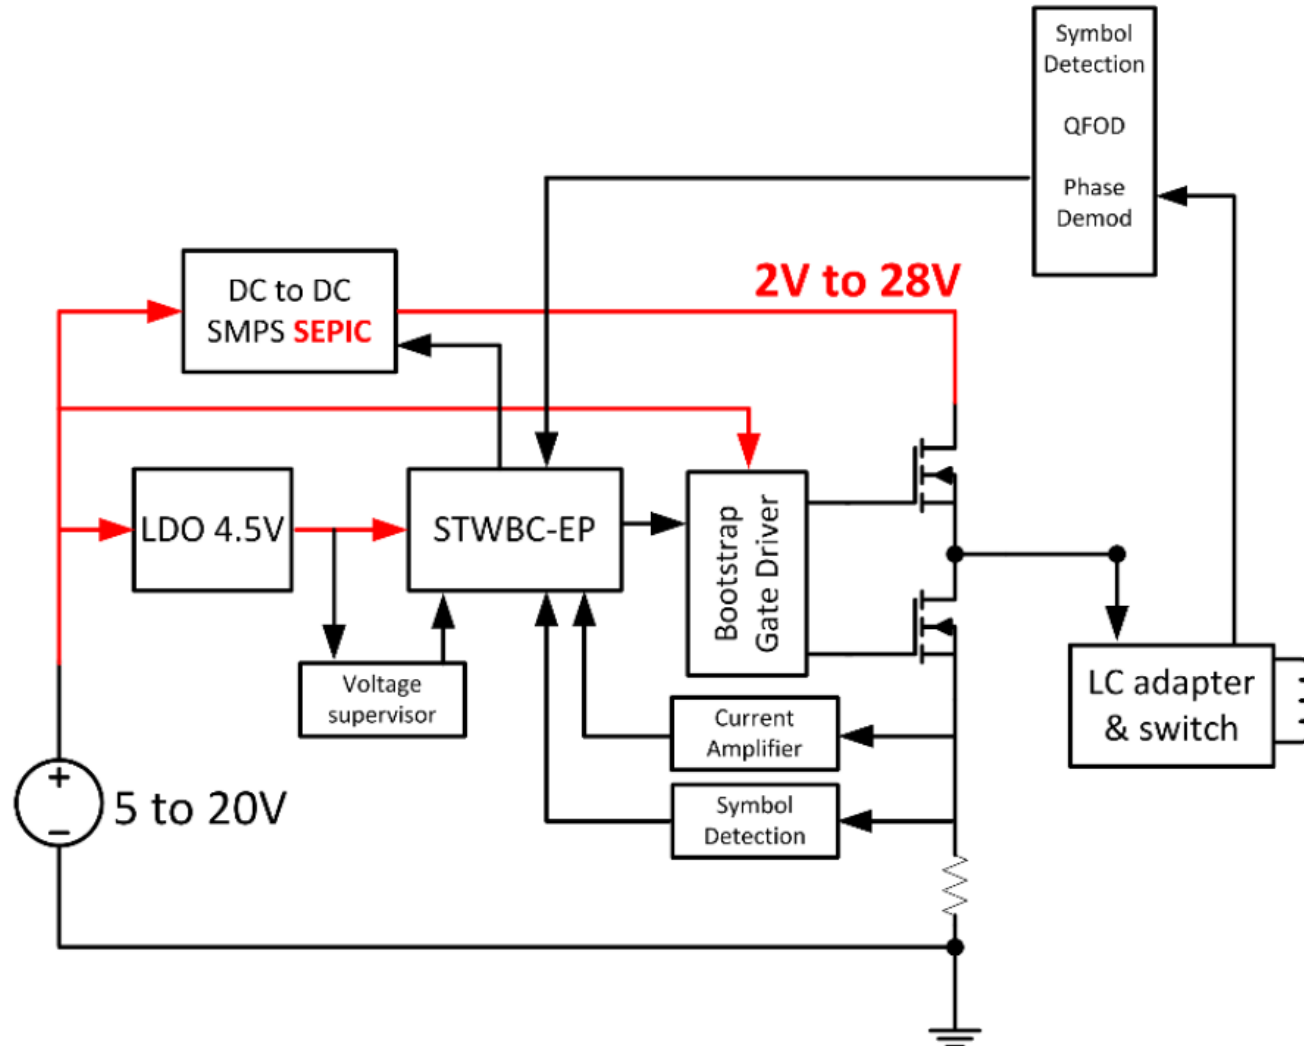 Symbol
Detection
QFOD
Phase
Demod
DC to DC
SMPS SEPIC
2V to 28V
LDO 4.5V
STWBC-EP
Bootstrap
Gate Driver
Voltage
supervisor
Current
Amplifier
LC adapter
& switch
+
5 to 20V
−
Symbol
Detection